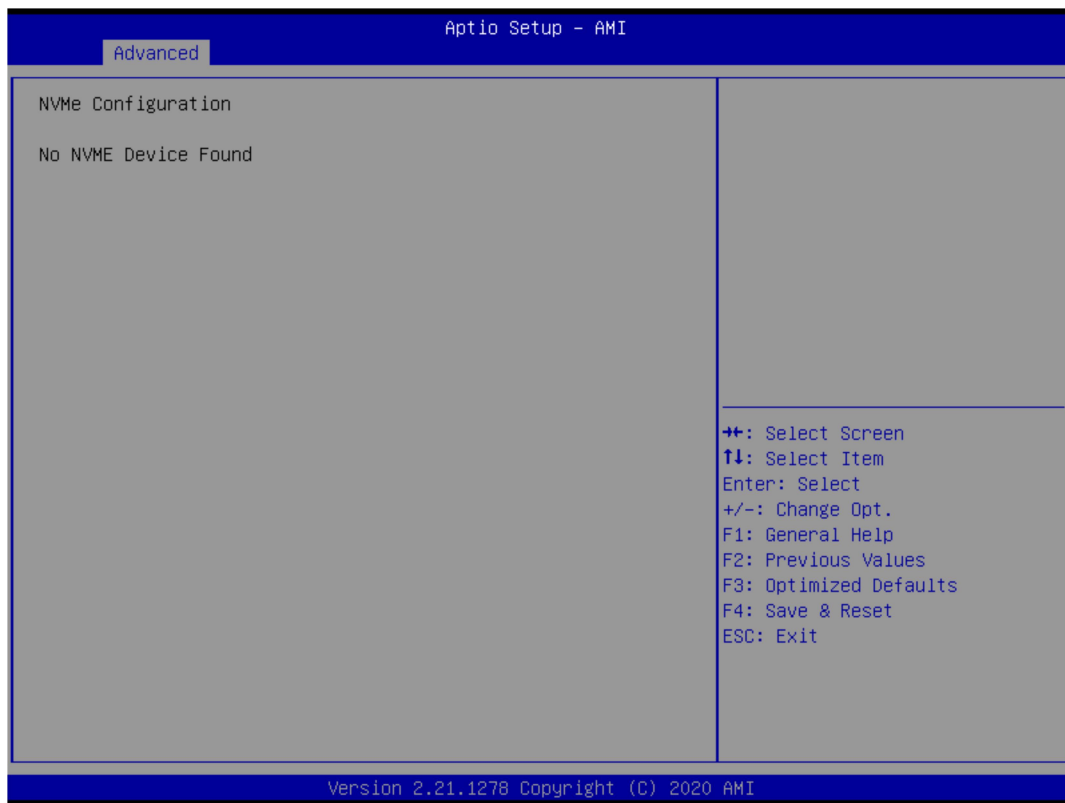 Aptio Setup – AMI
Advanced
NVMe Configuration
No NVME Device Found
→←: Select Screen
↑↓: Select Item
Enter: Select
+/-: Change Opt.
F1: General Help
F2: Previous Values
F3: Optimized Defaults
F4: Save & Reset
ESC: Exit
Version 2.21.1278 Copyright (C) 2020 AMI